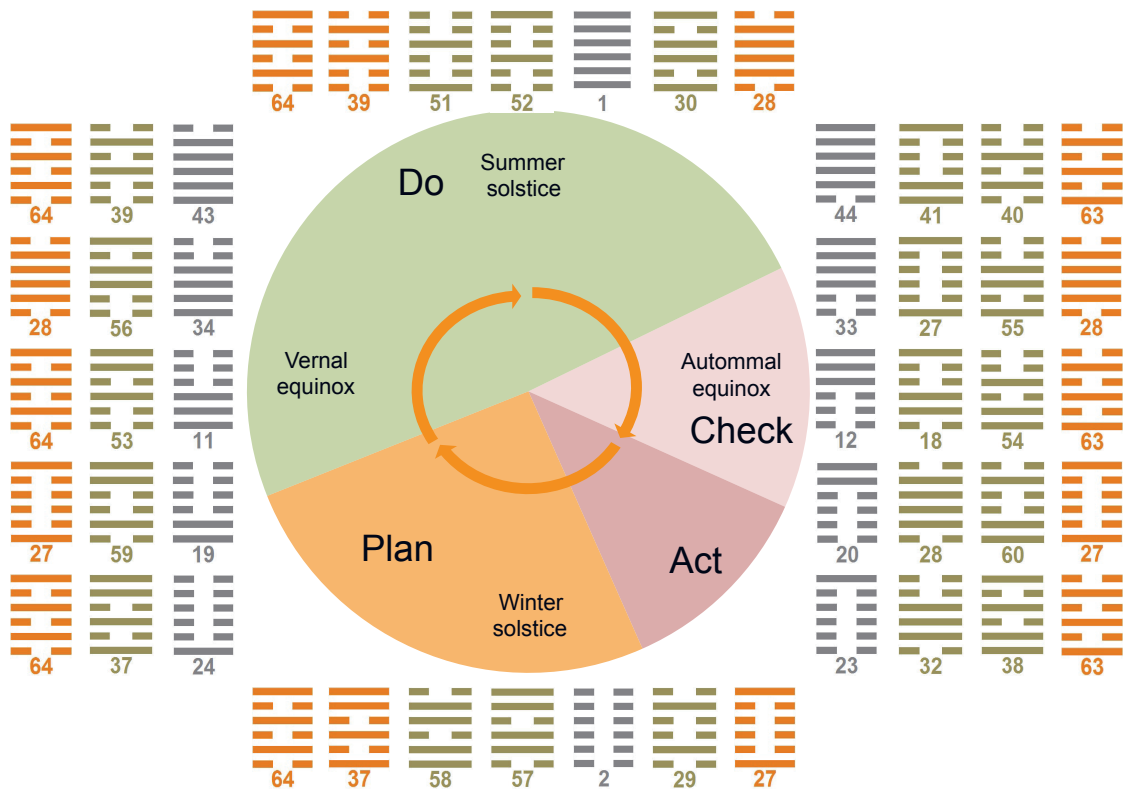 64 39 51 52 1 30 28
Do
Summer
solstice
64 39 43
44 41 40 63
28 56 34
33 27 55 28
Vernal
equinox
Autommal
equinox
64 53 11
Check
12 18 54 63
64
27 59 19
20 28 60 27
Plan
Act
Winter
solstice
64 37 24
23 32 38 63
64 37 58 57 2 29 27